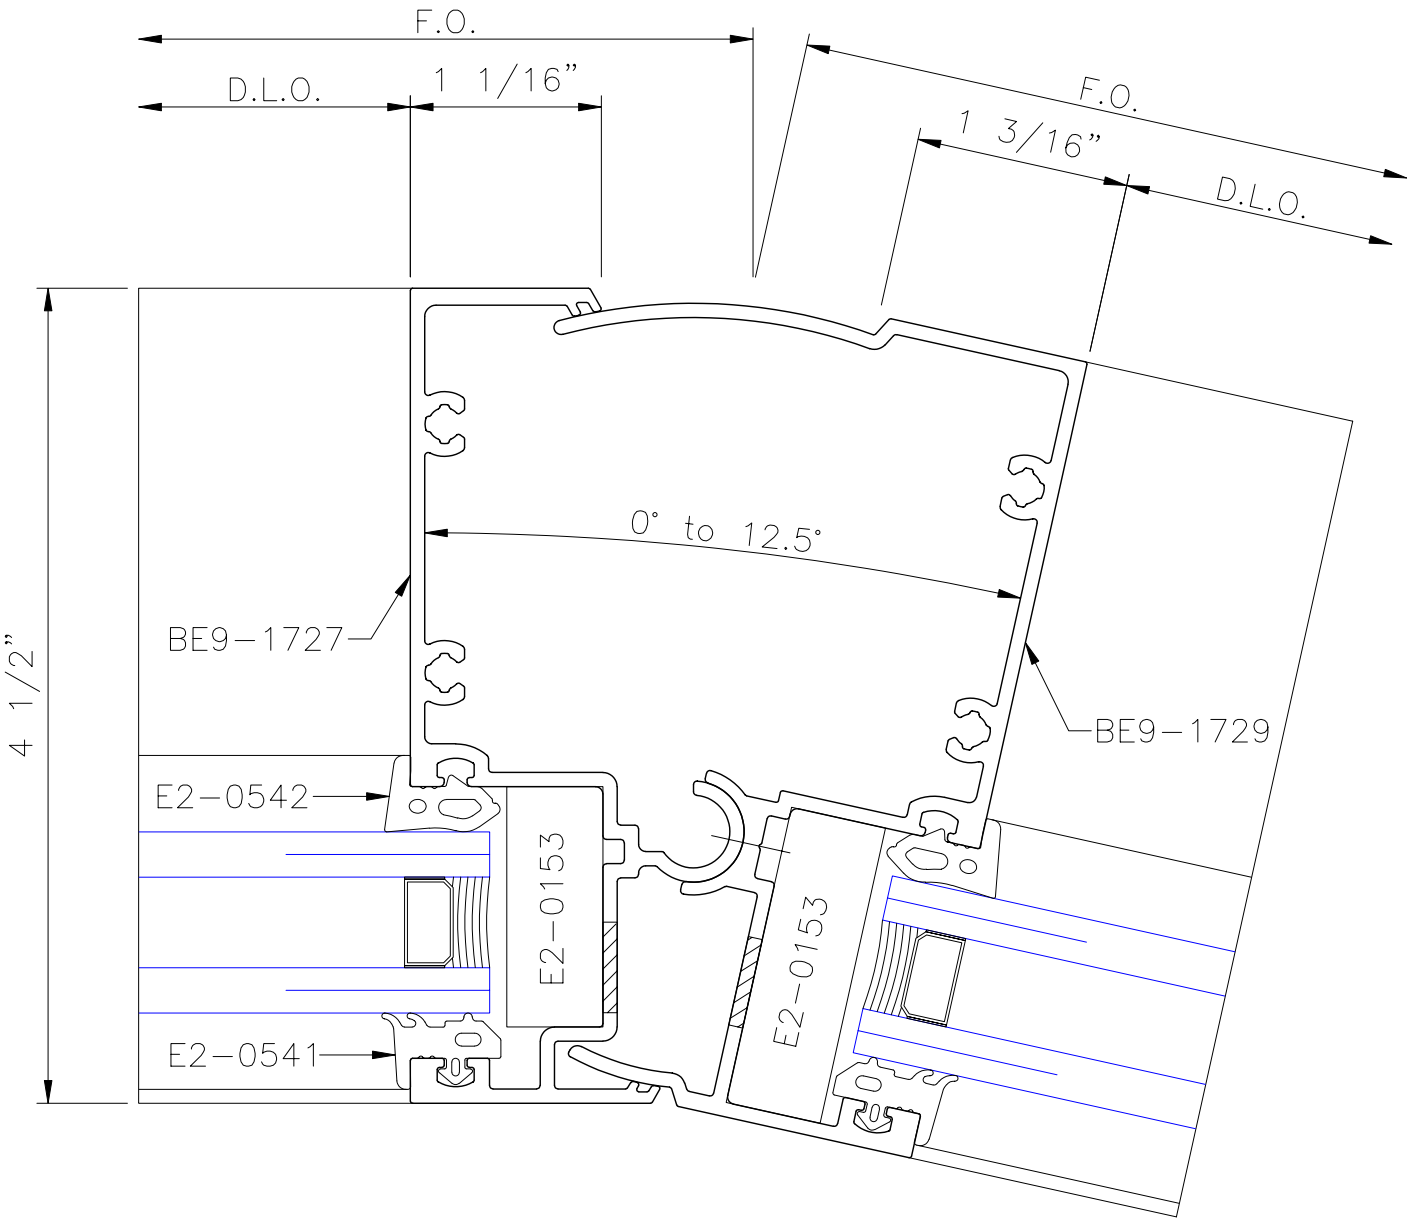 F.O.
D.L.O.
1 1/16”
F.O.
1 3/16”
D.L.O.
0° to 12.5°
BE9-1727
4 1/2”
BE9-1729
E2-0542
E2-0153
E2-0153
E2-0541